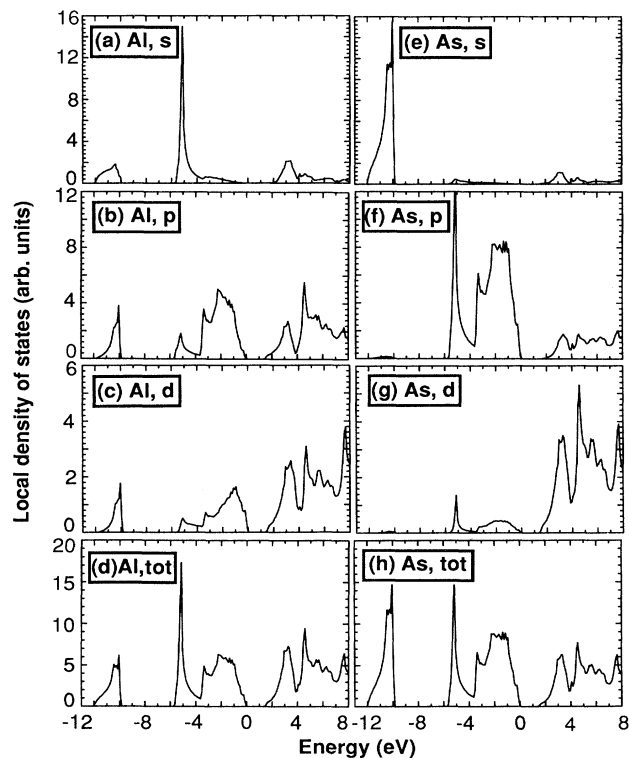 Local density of states (arb. units)
16
12
8
4
0
(a) Al, s
(e) As, s
12
8
4
0
(b) Al, p
(f) As, p
6
4
2
0
(c) Al, d
(g) As, d
20
15
10
5
0
(d)Al,tot
(h) As, tot
-12 -8 -4 0 4 8 -12 -8 -4 0 4 8
Energy (eV)